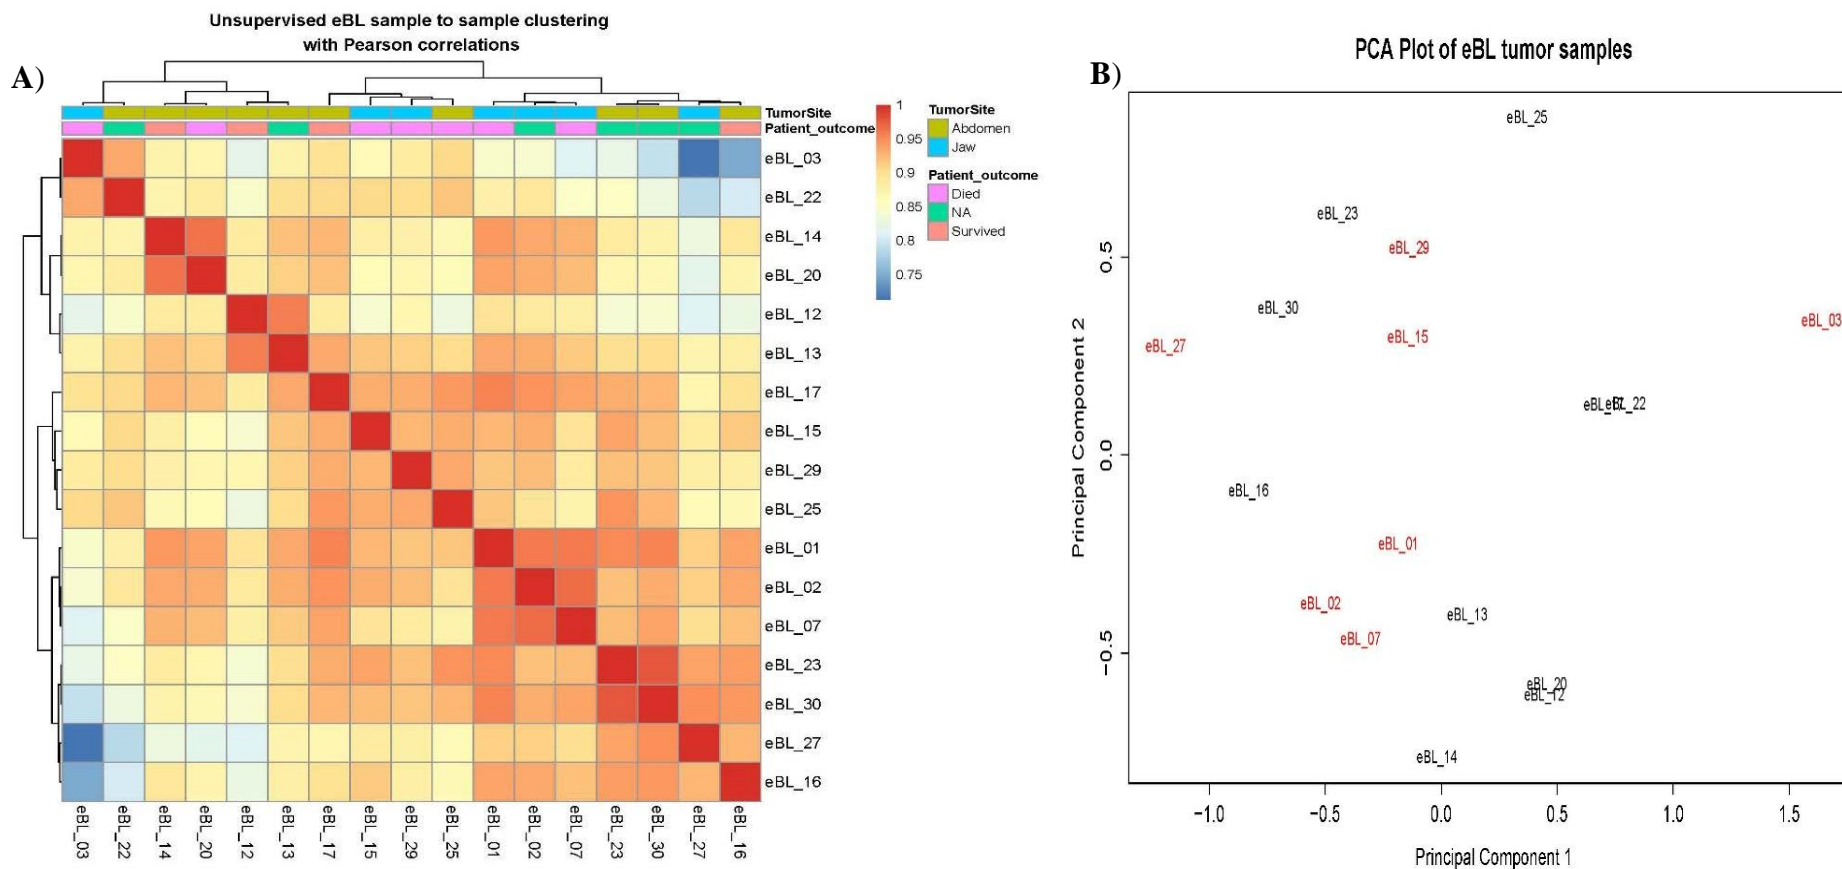 Unsupervised eBL sample to sample clustering
with Pearson correlations
A)
TumorSite
Patient_outcome
eBL_03
eBL_22
eBL_14
eBL_20
eBL_12
eBL_13
eBL_17
eBL_15
eBL_29
eBL_25
eBL_01
eBL_02
eBL_07
eBL_23
eBL_30
eBL_27
eBL_16
eBL_03
eBL_22
eBL_14
eBL_20
eBL_12
eBL_13
eBL_17
eBL_15
eBL_29
eBL_25
eBL_01
eBL_02
eBL_07
eBL_23
eBL_30
eBL_27
eBL_16
1
0.95
0.9
0.85
0.8
0.75
TumorSite
Abdomen
Jaw
Patient_outcome
Died
NA
Survived
B)
PCA Plot of eBL tumor samples
Principal Component 2
0.5
0.0
−0.5
eBL_25
eBL_23
eBL_29
eBL_30
eBL_15
eBL_03
eBL_27
eBL_22
eBL_16
eBL_01
eBL_02
eBL_13
eBL_07
eBL_20
eBL_12
eBL_14
−1.0
−0.5
0.0
0.5
1.0
1.5
Principal Component 1